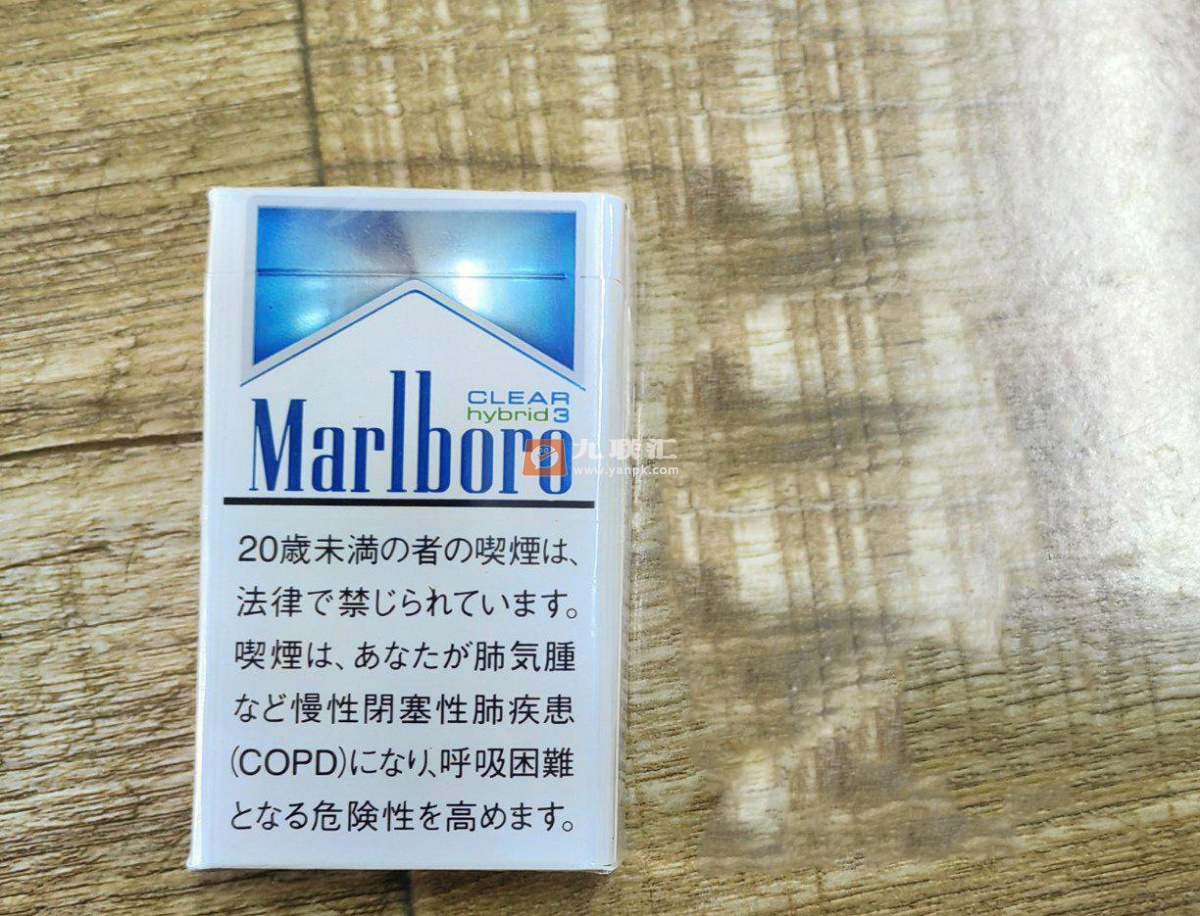 CLEAR
hybrid 3
Marlboro
九联汇
www.yanpk.com
20歳未満の者の喫煙は、
法律で禁じられています。
喫煙は、あなたが肺気腫
など慢性閉塞性肺疾患
(COPD)になり、呼吸困難
となる危険性を高めます。